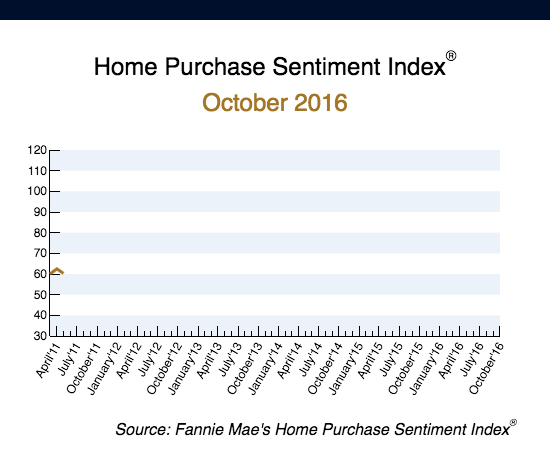 Home Purchase Sentiment Index®
October 2016
120
110
100
90
80
70
60
50
40
30
April'11
July'11
October'11
January'12
April'12
July'12
October'12
January'13
April'13
July'13
October'13
January'14
April'14
July'14
October'14
January'15
April'15
July'15
October'15
January'16
April'16
July'16
October'16
Source: Fannie Mae's Home Purchase Sentiment Index®